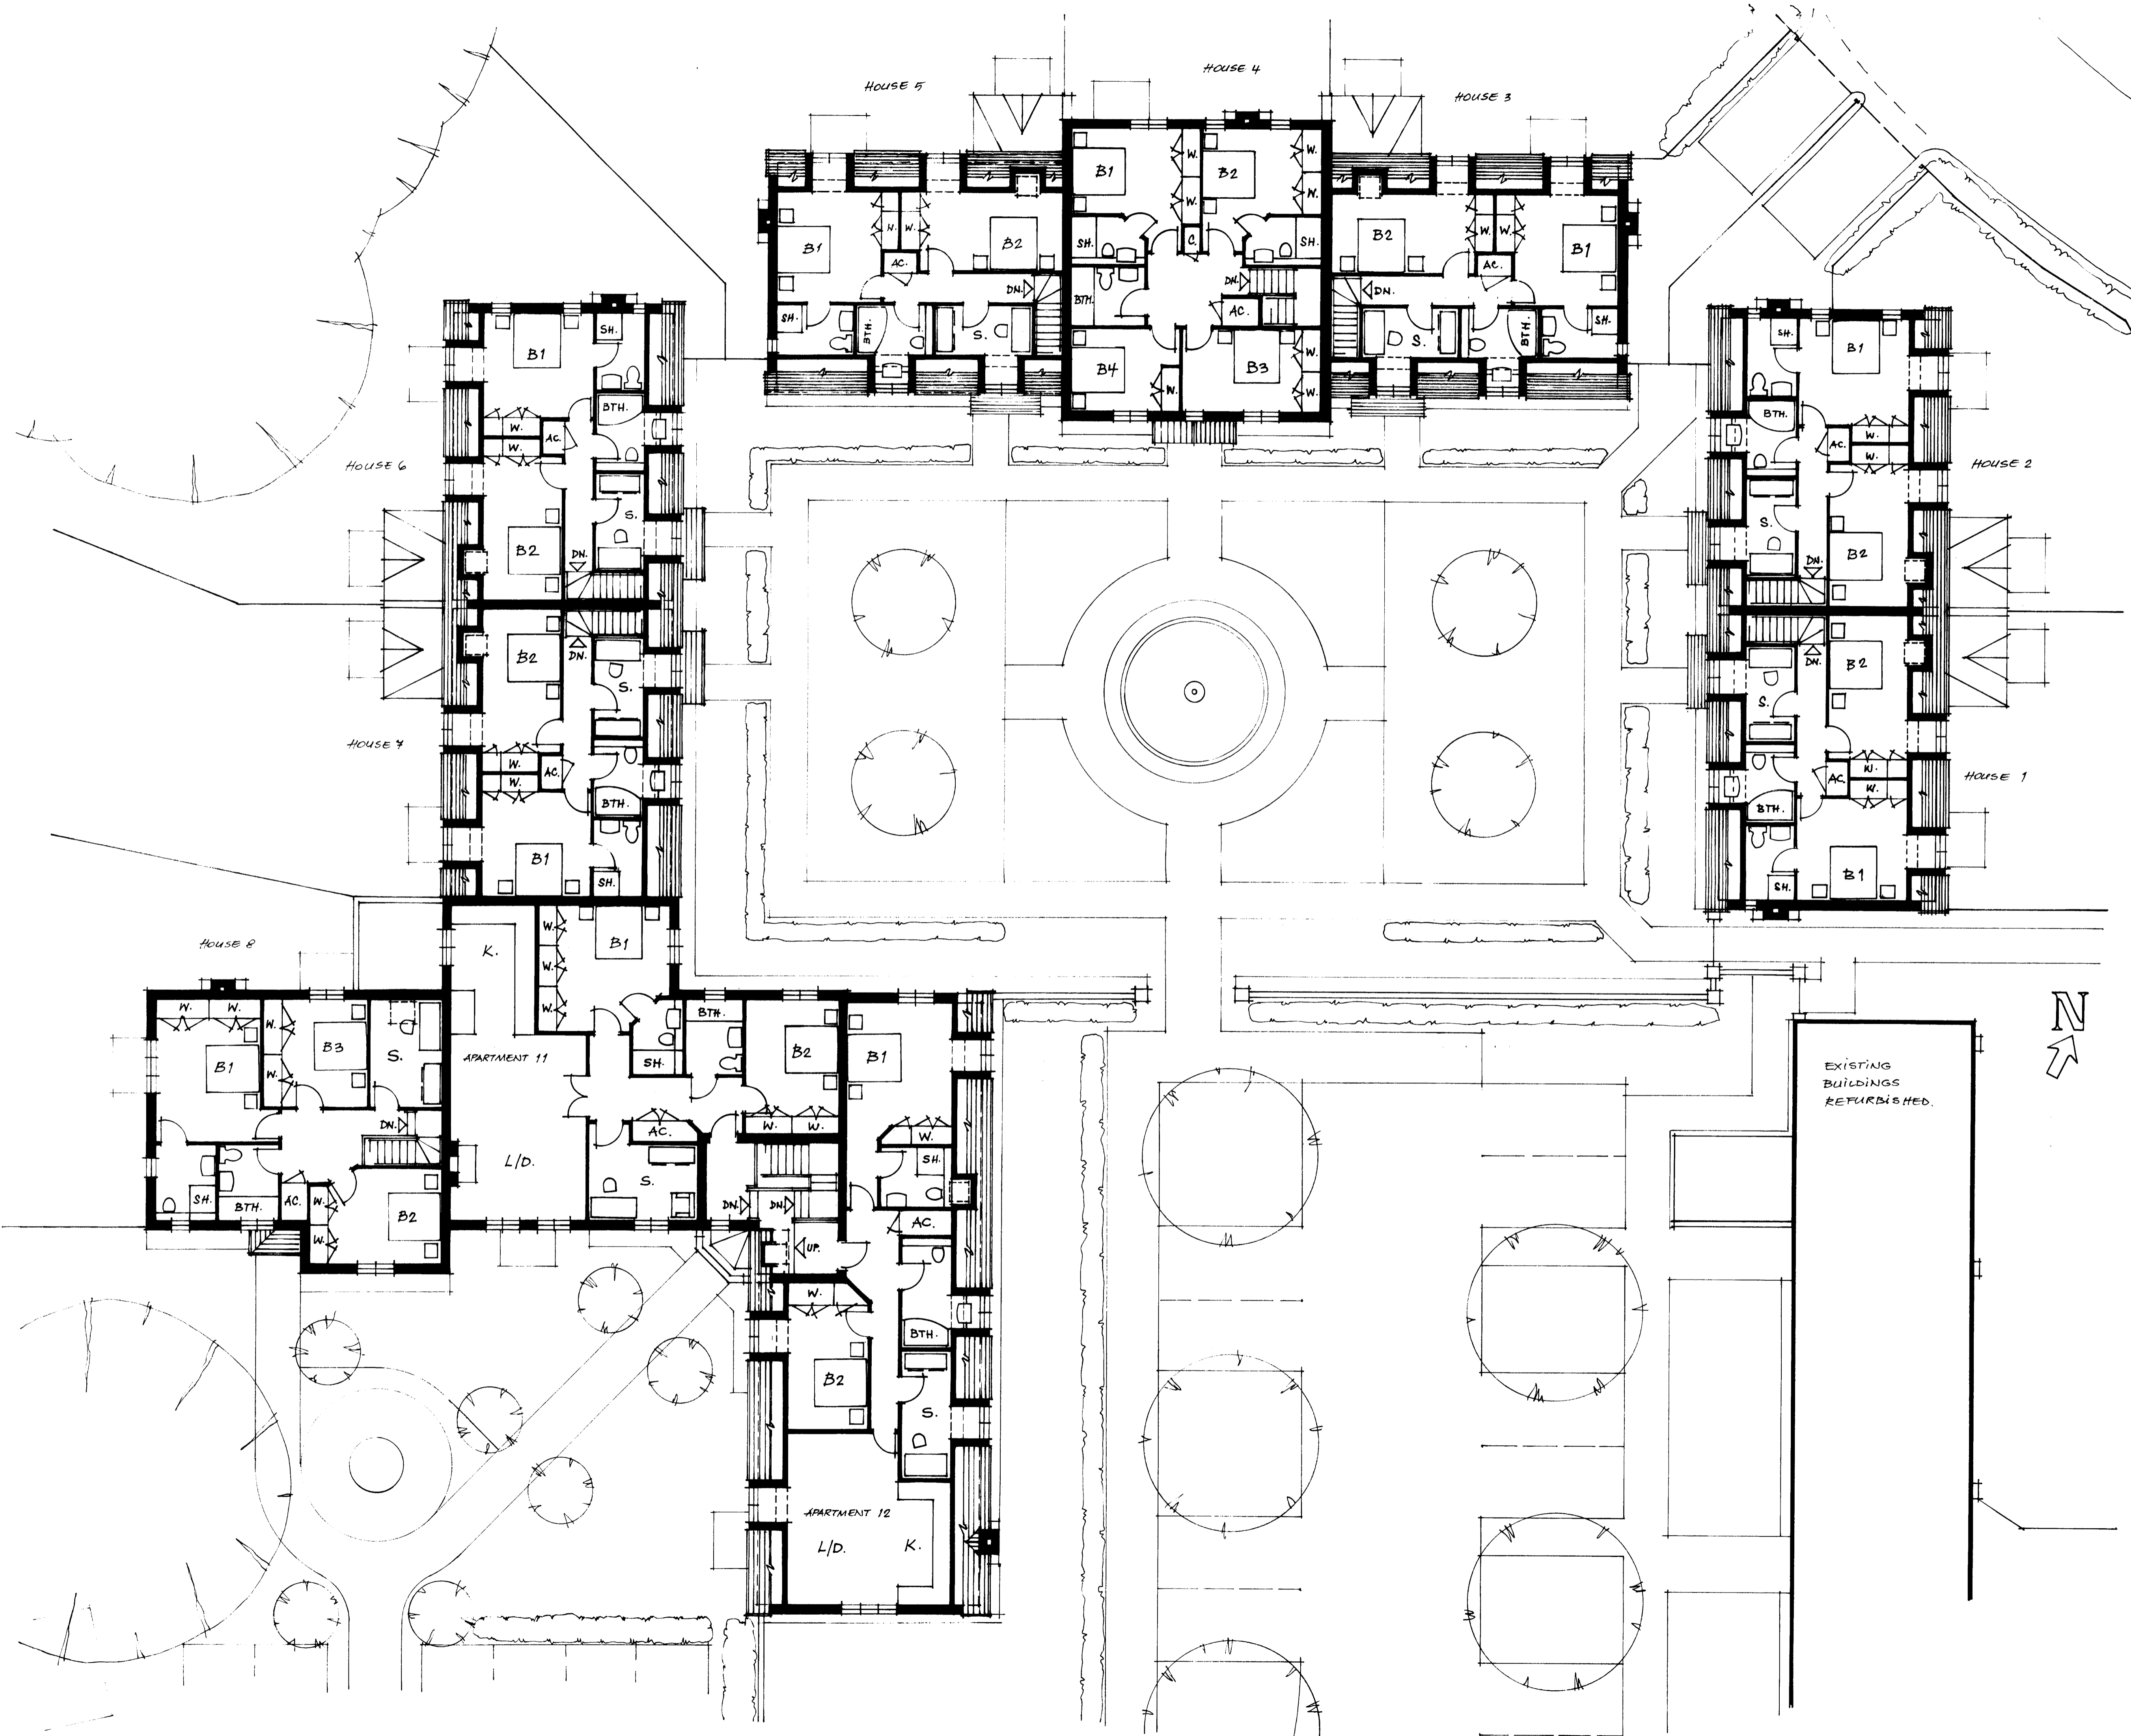 HOUSE 5
HOUSE 4
HOUSE 3
B1
W.
B2
W.
W.
W.
SH.
C.
SH.
BTH.
DN.
AC.
B4
W.
B3
W.
W.
B1
H.
W.
B2
AC.
DN.
SH.
BTH.
S.
B2
W.
W.
B1
AC.
DN.
S.
BTH.
SH.
HOUSE 6
B1
SH.
BTH.
W.
AC.
W.
S.
B2
DN.
HOUSE 7
B2
DN.
S.
W.
AC.
W.
BTH.
B1
SH.
HOUSE 2
SH.
B1
BTH.
W.
AC.
W.
S.
B2
DN.
HOUSE 1
B2
DN.
S.
W.
AC.
W.
BTH.
B1
SH.
HOUSE 8
W.
W.
W.
B3
B1
W.
S.
DN.
SH.
BTH.
AC.
W.
B2
W.
K.
W.
B1
W.
W.
APARTMENT 11
SH.
BTH.
B2
AC.
W.
W.
L/D.
S.
DN.
DN.
UP.
B1
W.
SH.
AC.
W.
BTH.
B2
S.
APARTMENT 12
L/D.
K.
N
EXISTING
BUILDINGS
REFURBISHED.